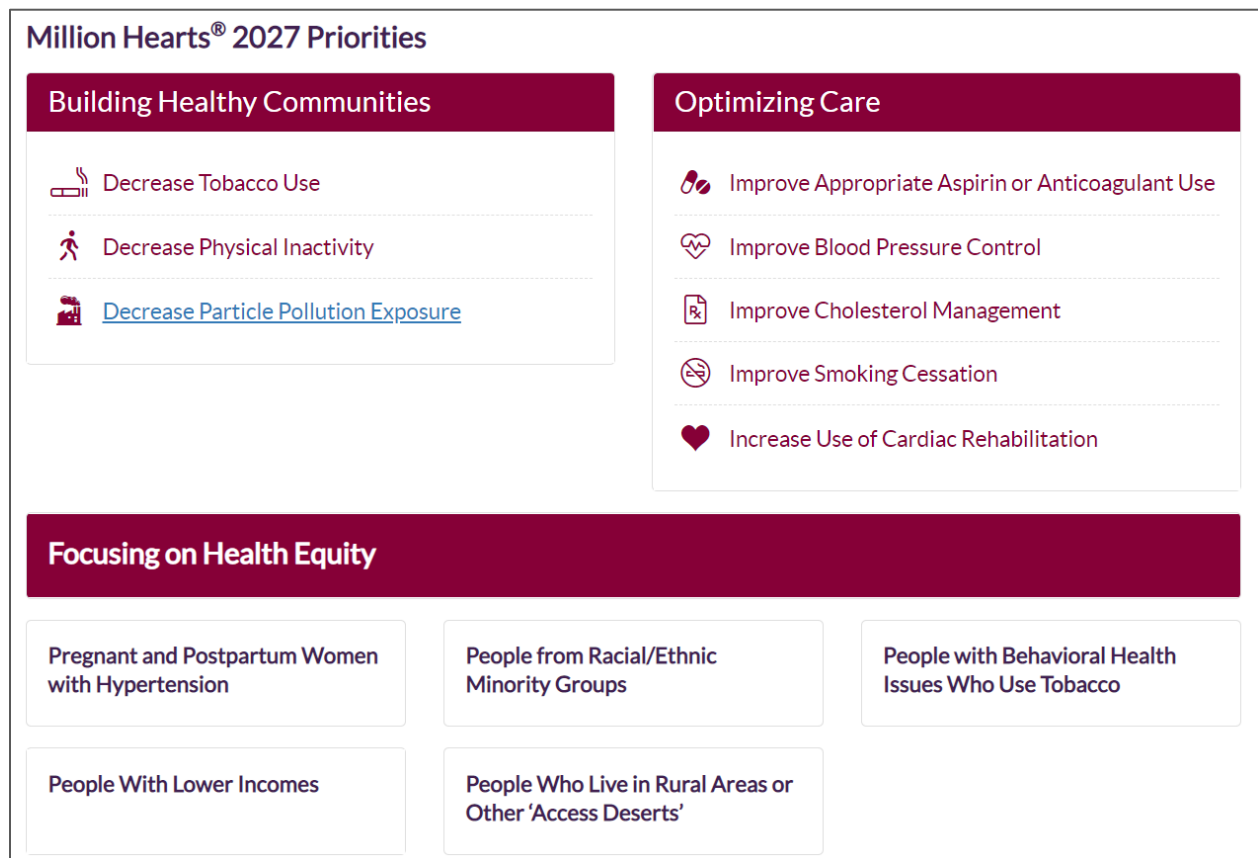 Million Hearts® 2027 Priorities
Building Healthy Communities
Decrease Tobacco Use
Decrease Physical Inactivity
Decrease Particle Pollution Exposure
Optimizing Care
Improve Appropriate Aspirin or Anticoagulant Use
Improve Blood Pressure Control
Rx
Improve Cholesterol Management
Improve Smoking Cessation
Increase Use of Cardiac Rehabilitation
Focusing on Health Equity
Pregnant and Postpartum Women
with Hypertension
People from Racial/Ethnic
Minority Groups
People with Behavioral Health
Issues Who Use Tobacco
People With Lower Incomes
People Who Live in Rural Areas or
Other ‘Access Deserts’